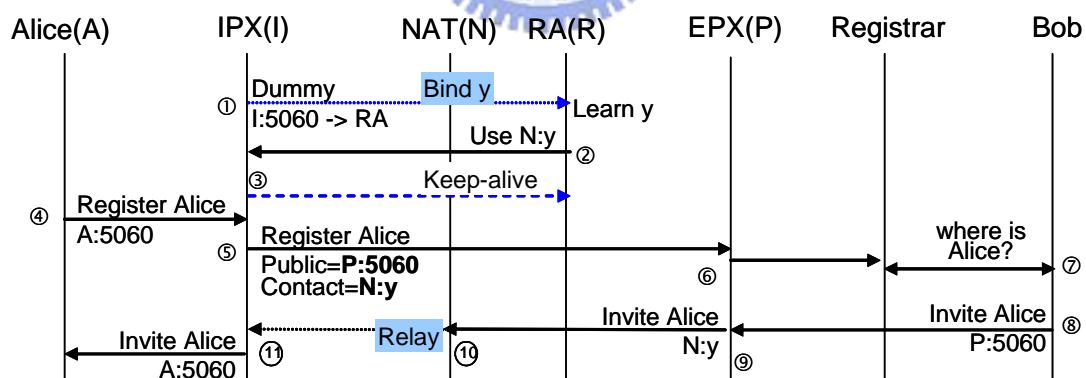 Alice(A) IPX(I) NAT(N) RA(R) EPX(P) Registrar Bob
Dummy Bind y
① I:5060 -> RA Learn y
Use N:y ②
③ Keep-alive
④ Register Alice
A:5060
⑤ Register Alice
Public=P:5060
Contact=N:y
⑥
where is
Alice? ⑦
Invite Alice ⑧
P:5060
Invite Alice
N:y ⑨
Relay ⑩
Invite Alice ⑪
A:5060